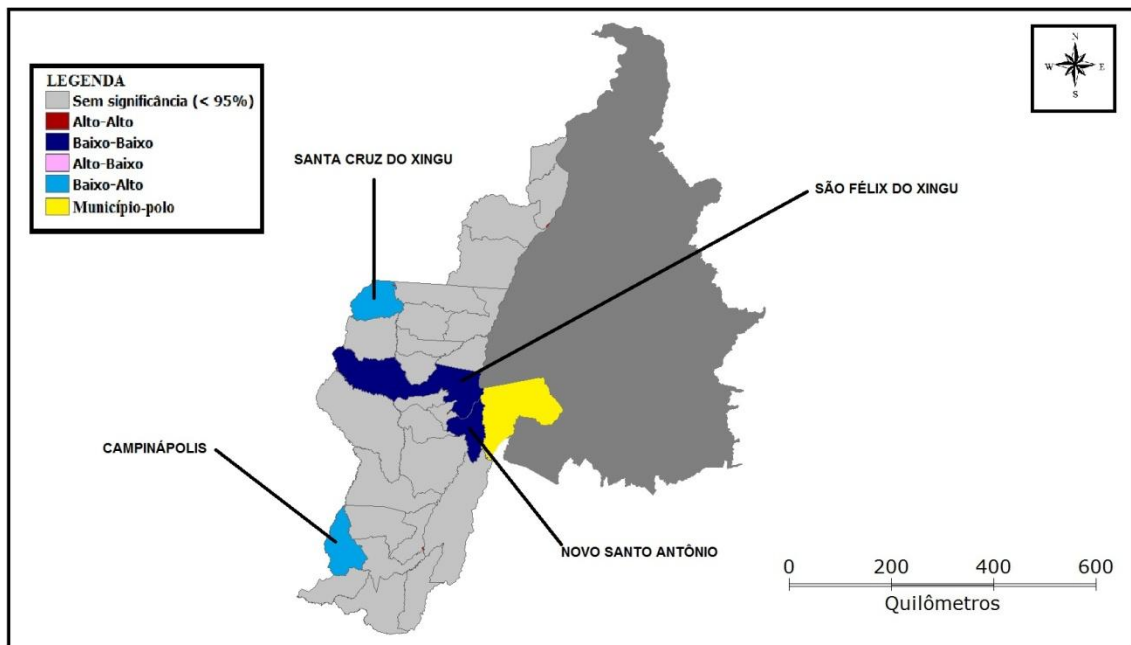 LEGENDA
Sem significância (< 95%)
Alto-Alto
Baixo-Baixo
Alto-Baixo
Baixo-Alto
Município-polo
N
W E
S
SANTA CRUZ DO XINGU
SÃO FÉLIX DO XINGU
CAMPINÁPOLIS
NOVO SANTO ANTÔNIO
0 200 400 600
Quilômetros